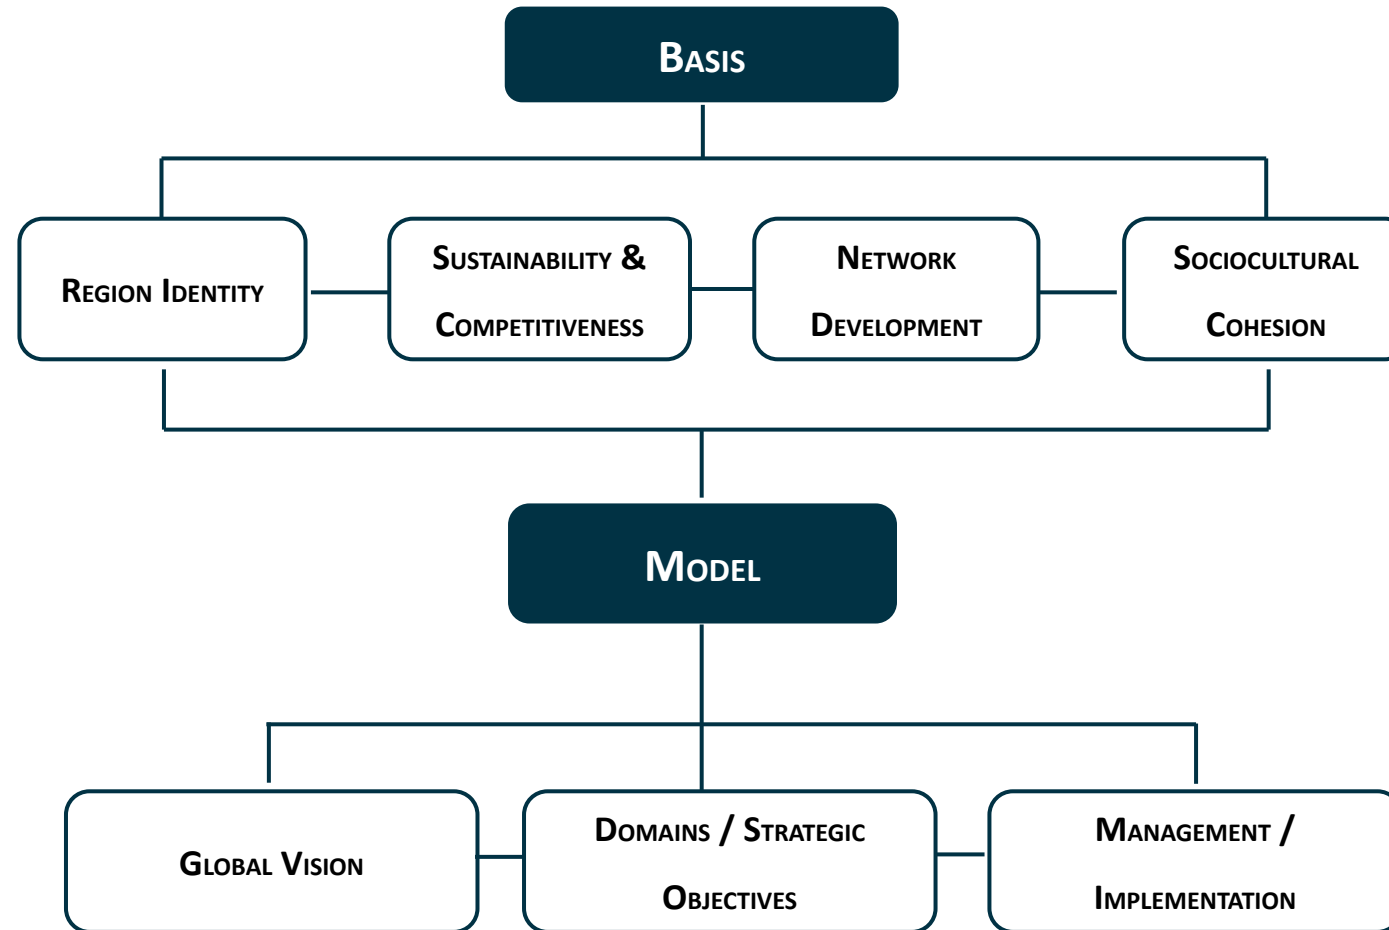 BASIS
REGION IDENTITY
SUSTAINABILITY &
COMPETITIVENESS
NETWORK
DEVELOPMENT
SOCIOCULTURAL
COHESION
MODEL
GLOBAL VISION
DOMAINS / STRATEGIC
OBJECTIVES
MANAGEMENT /
IMPLEMENTATION